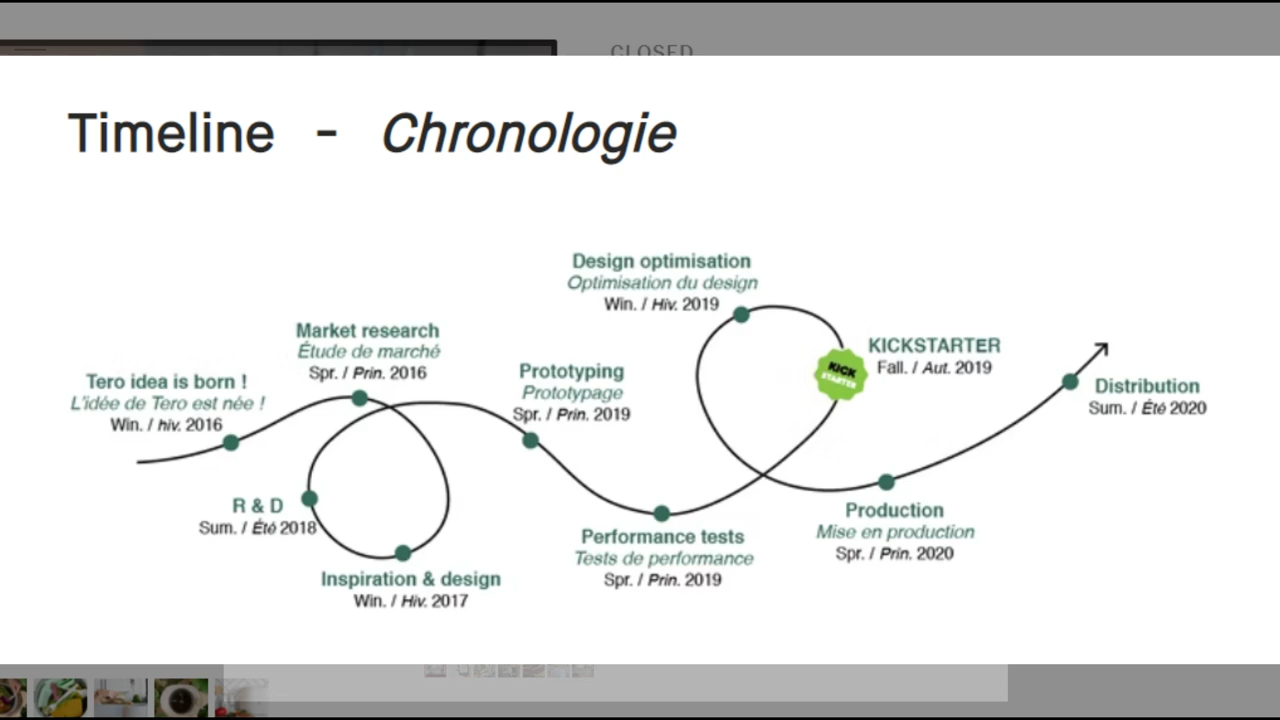 CLOSED
Timeline - Chronologie
Tero idea is born !
L'idée de Tero est née !
Win. / hiv. 2016
Market research
Étude de marché
Spr. / Prin. 2016
Inspiration & design
Win. / Hiv. 2017
R & D
Sum. / Été 2018
Prototyping
Prototypage
Spr. / Prin. 2019
Performance tests
Tests de performance
Spr. / Prin. 2019
KICK
STARTER
KICKSTARTER
Fall. / Aut. 2019
Design optimisation
Optimisation du design
Win. / Hiv. 2019
Production
Mise en production
Spr. / Prin. 2020
Distribution
Sum. / Été 2020